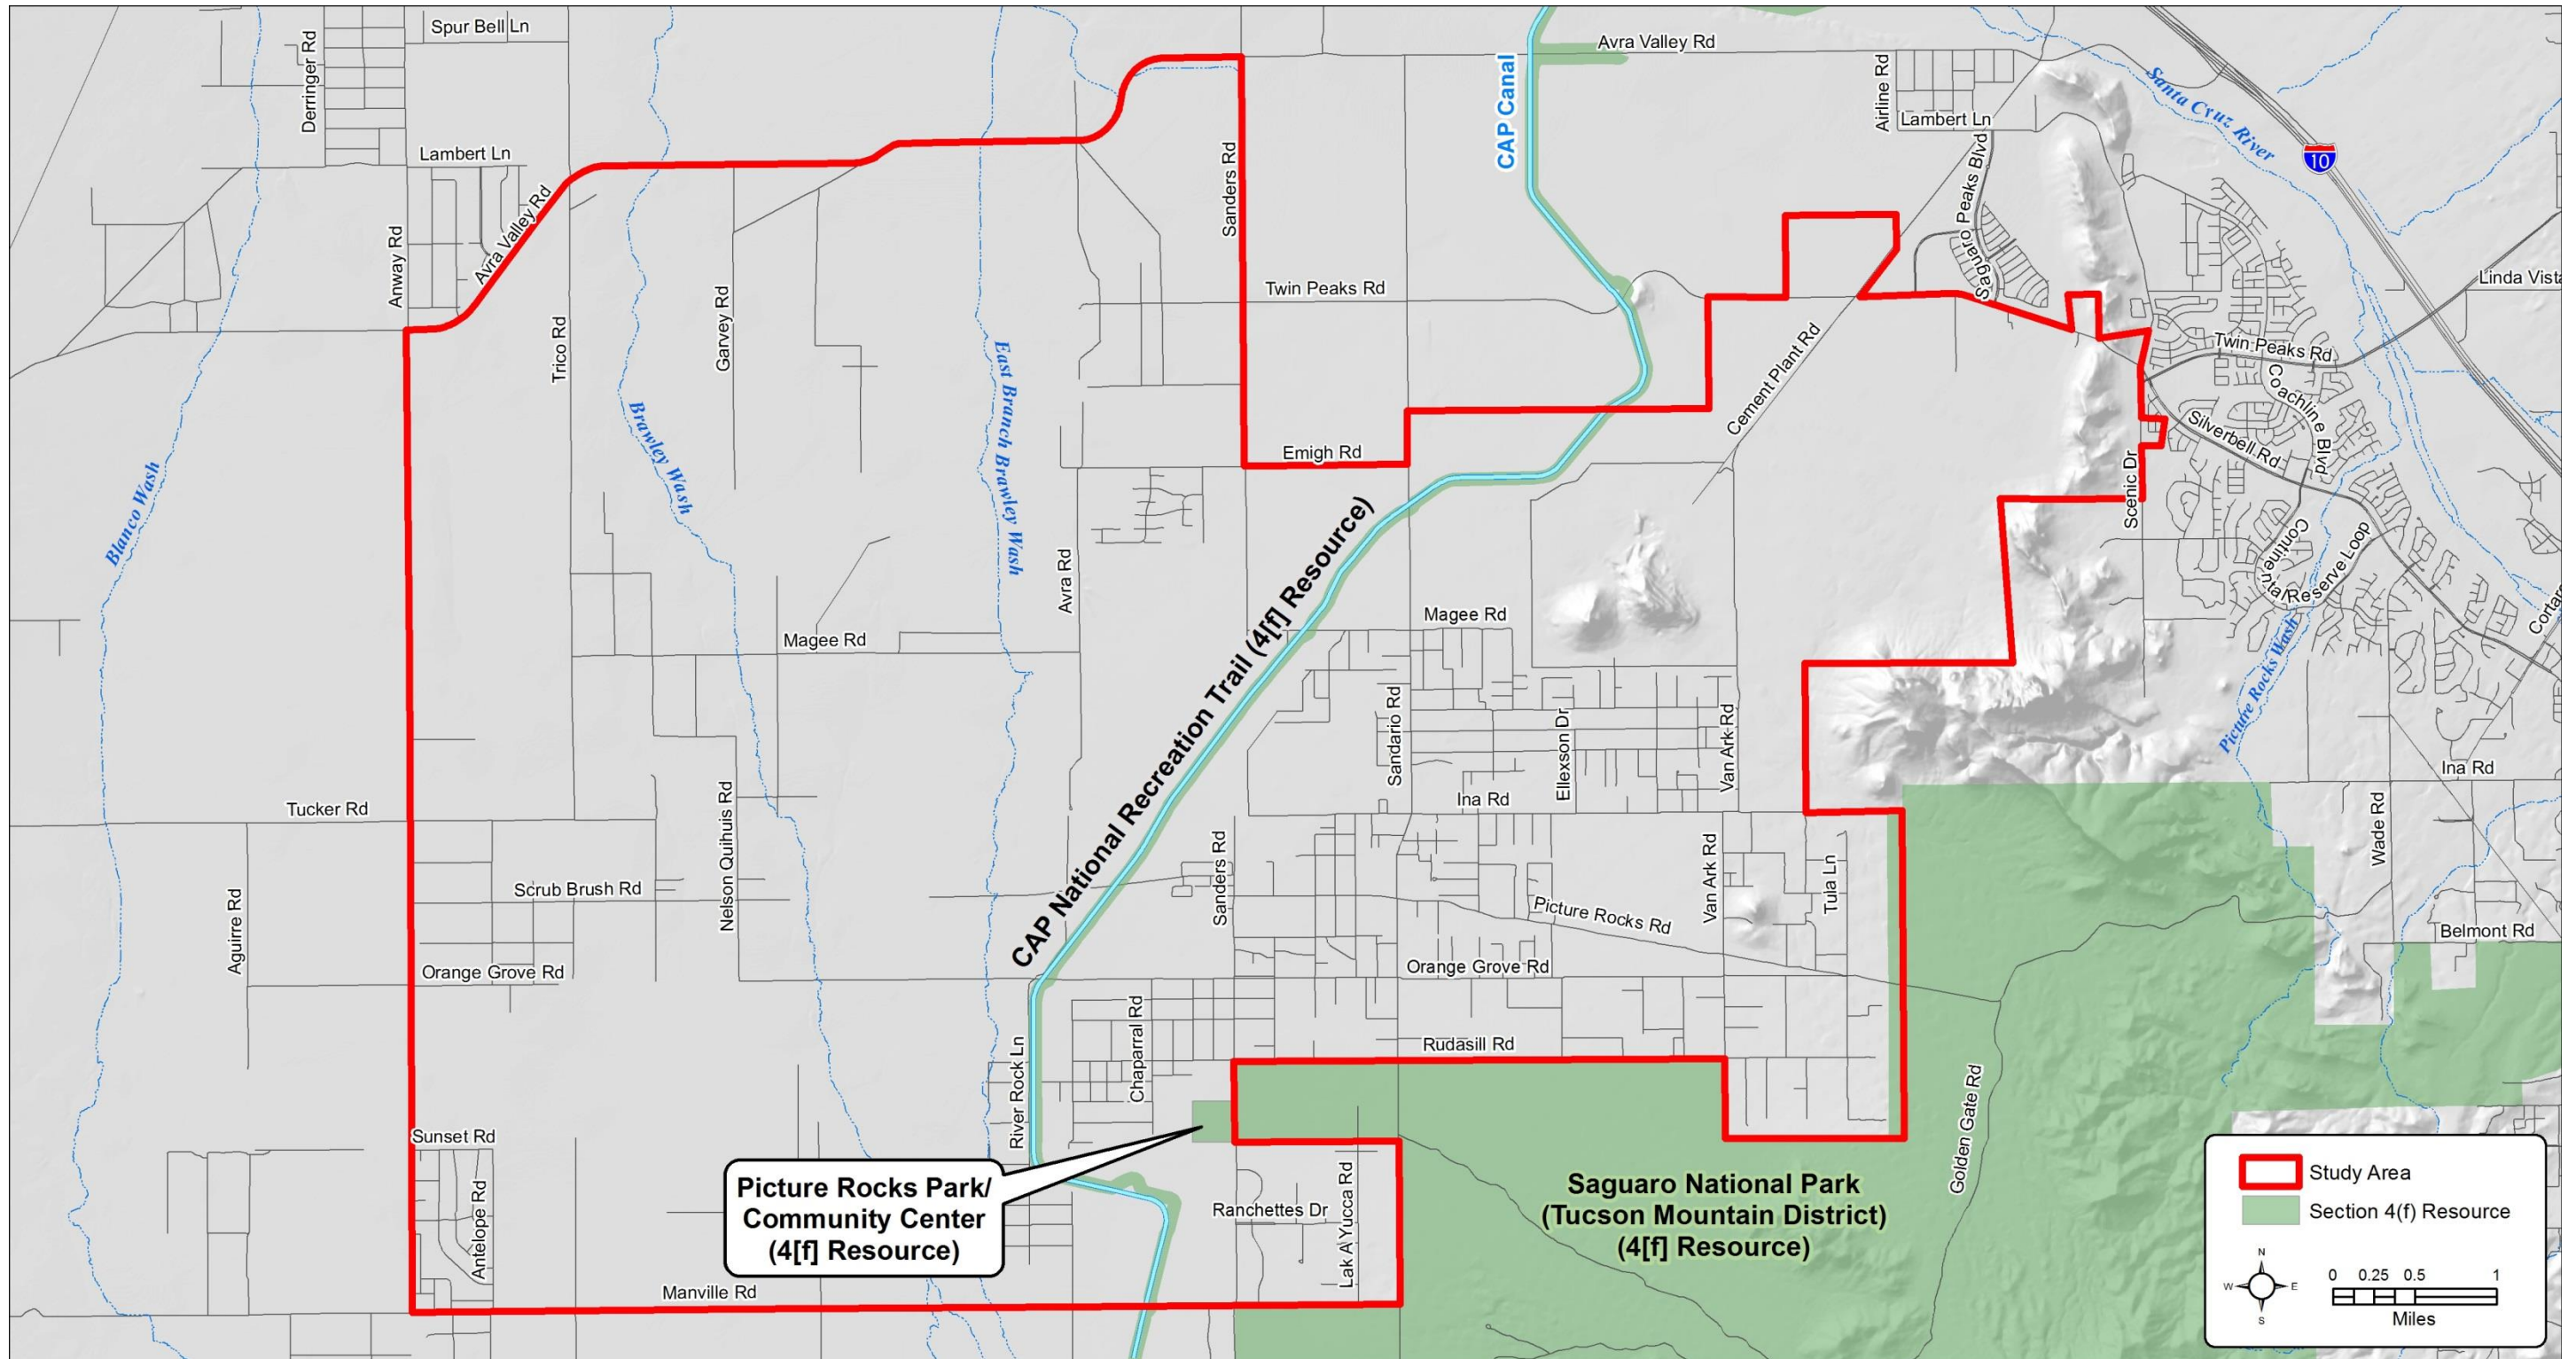 Spur Bell Ln
Derringer Rd
Avra Valley Rd
Airline Rd
CAP Canal
Santa Cruz River
10
Lambert Ln
Lambert Ln
Saguaro Peaks Blvd
Avra Valley Rd
Anway Rd
Sanders Rd
Saguaro Peaks Blvd
Linda Vista
Twin Peaks Rd
Garvey Rd
Trico Rd
Twin Peaks Rd
Cement Plant Rd
East Branch Brawley Wash
Brawley Wash
Coachline Blvd
Silverbell Rd
Emigh Rd
Scenic Dr
Blanco Wash
Avra Rd
Continental Reserve Loop
Magee Rd
Magee Rd
CAP National Recreation Trail (4[f] Resource)
Picture Rocks Wash
Sandario Rd
Ellexson Dr
Van Ark Rd
Ina Rd
Ina Rd
Tucker Rd
Wade Rd
Nelson Quihuis Rd
Sanders Rd
Van Ark Rd
Tula Ln
Scrub Brush Rd
Aguirre Rd
Picture Rocks Rd
Belmont Rd
Orange Grove Rd
Orange Grove Rd
Chaparral Rd
River Rock Ln
Rudasill Rd
Golden Gate Rd
Sunset Rd
Antelope Rd
Picture Rocks Park/
Community Center
(4[f] Resource)
Ranchettes Dr
Lak A Yucca Rd
Saguaro National Park
(Tucson Mountain District)
(4[f] Resource)
Manville Rd
Study Area
Section 4(f) Resource
N
W
E
S
0 0.25 0.5 1
Miles